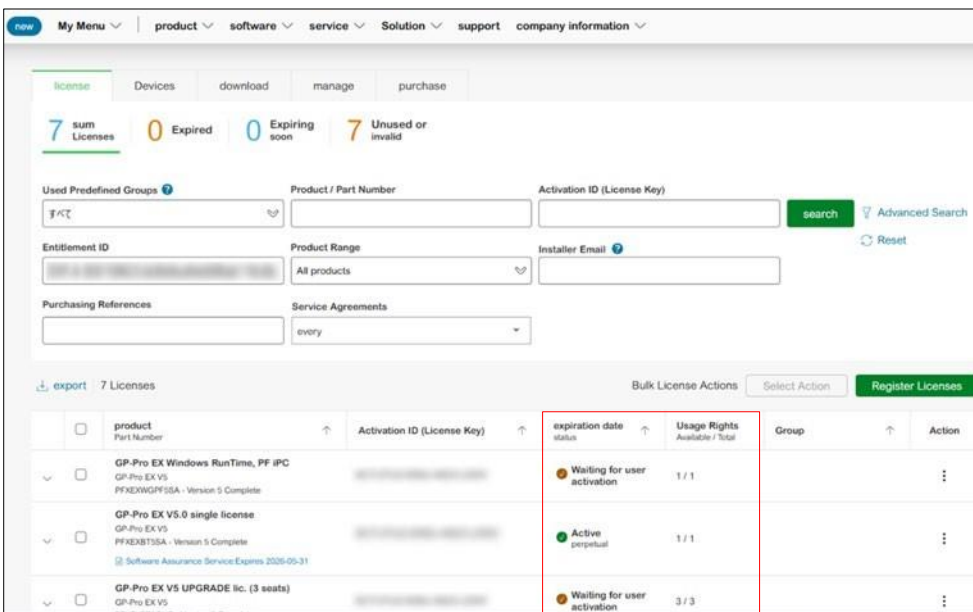 new My Menu product software service Solution support company information
license Devices download manage purchase
7 sum Licenses 0 Expired 0 Expiring soon 7 Unused or invalid
Used Predefined Groups ? Product / Part Number Activation ID (License Key)
すべて search Advanced Search
Reset
Entitlement ID Product Range Installer Email ?
All products
Purchasing References Service Agreements
every
export 7 Licenses Bulk License Actions Select Action Register Licenses
product Activation ID (License Key) expiration date Usage Rights Group Action
Part Number status Available / Total
GP-Pro EX Windows RunTime, PF iPC
GP-Pro EX V5
PFXEXWGPF5SA - Version 5 Complete
Waiting for user
activation
1 / 1
GP-Pro EX V5.0 single license
GP-Pro EX V5
PFXEXBT5SA - Version 5 Complete
Software Assurance Service:Expires 2026-05-31
Active
perpetual
1 / 1
GP-Pro EX V5 UPGRADE lic. (3 seats)
GP-Pro EX V5
Waiting for user
activation
3 / 3